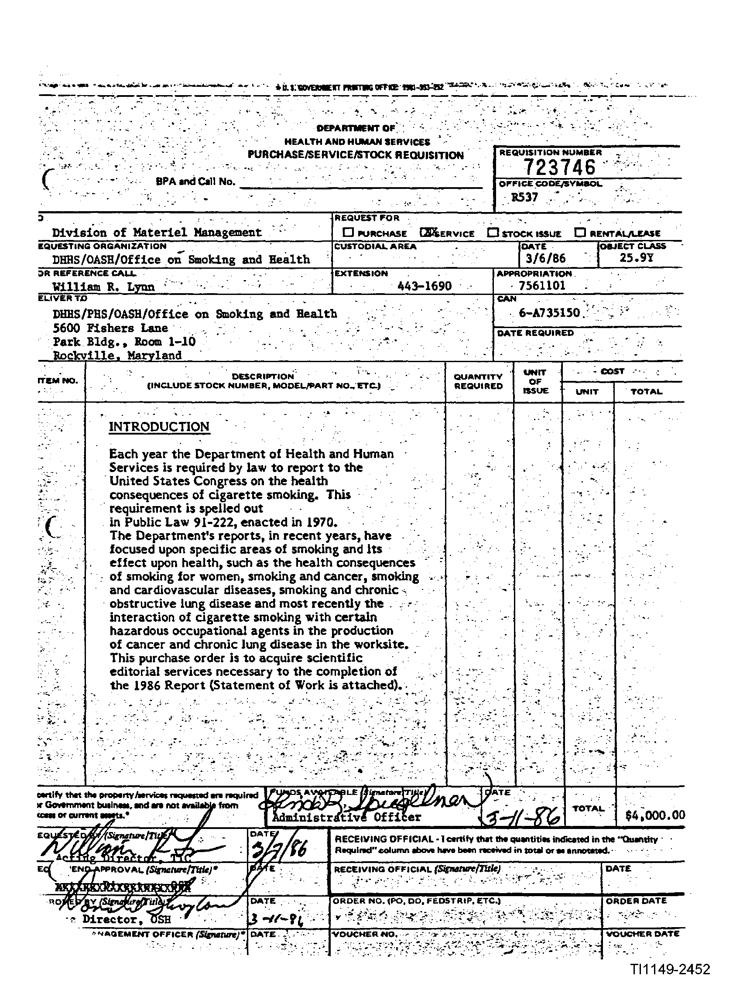 U.S. GOVERNMENT PRINTING OFFICE:
DEPARTMENT OF
HEALTH AND HUMAN SERVICES
PURCHASE/SERVICE/STOCK REQUISITION
REQUISITION NUMBER
723746
BPA and Call No.
OFFICE CODE/SYMBOL
R537
REQUEST FOR
Division of Materiel Management
PURCHASE SERVICE STOCK ISSUE RENTAL/LEASE
EQUESTING ORGANIZATION CUSTODIAL AREA DATE OBJECT CLASS
DHHS/OASH/Office on Smoking and Health 3/6/86 25.9Y
OR REFERENCE CALL EXTENSION APPROPRIATION
William R. Lynn 443-1690 7561101
ELIVER TO CAN
DHHS/PHS/OASH/Office on Smoking and Health 6-A735150
5600 Fishers Lane DATE REQUIRED
Park Bldg., Room 1-10
Rockville, Maryland
ITEM NO. DESCRIPTION (INCLUDE STOCK NUMBER, MODEL/PART NO., ETC.) QUANTITY REQUIRED UNIT OF ISSUE COST UNIT TOTAL
INTRODUCTION
Each year the Department of Health and Human
Services is required by law to report to the
United States Congress on the health
consequences of cigarette smoking. This
requirement is spelled out
in Public Law 91-222, enacted in 1970.
The Department's reports, in recent years, have
focused upon specific areas of smoking and its
effect upon health, such as the health consequences
of smoking for women, smoking and cancer, smoking
and cardiovascular diseases, smoking and chronic
obstructive lung disease and most recently the
interaction of cigarette smoking with certain
hazardous occupational agents in the production
of cancer and chronic lung disease in the worksite.
This purchase order is to acquire scientific
editorial services necessary to the completion of
the 1986 Report (Statement of Work is attached).
certify that the property/services requested are required
or Government business, and are not available from
xcess or current assets.*
FUNDS AVAILABLE (Signature/Title) DATE
Administrative Officer 3-11-86 TOTAL $4,000.00
EQUESTED BY (Signature/Title) DATE
Acting Director, TIC 3/7/86
RECEIVING OFFICIAL - I certify that the quantities indicated in the "Quantity
Required" column above have been received in total or as annotated.
END APPROVAL (Signature/Title)* DATE RECEIVING OFFICIAL (Signature/Title) DATE
(Signature/Title) DATE ORDER NO. (PO, DO, FEDSTRIP, ETC.) ORDER DATE
Director, OSH 3-11-86
NAGEMENT OFFICER (Signature)* DATE VOUCHER NO. VOUCHER DATE
TI1149-2452